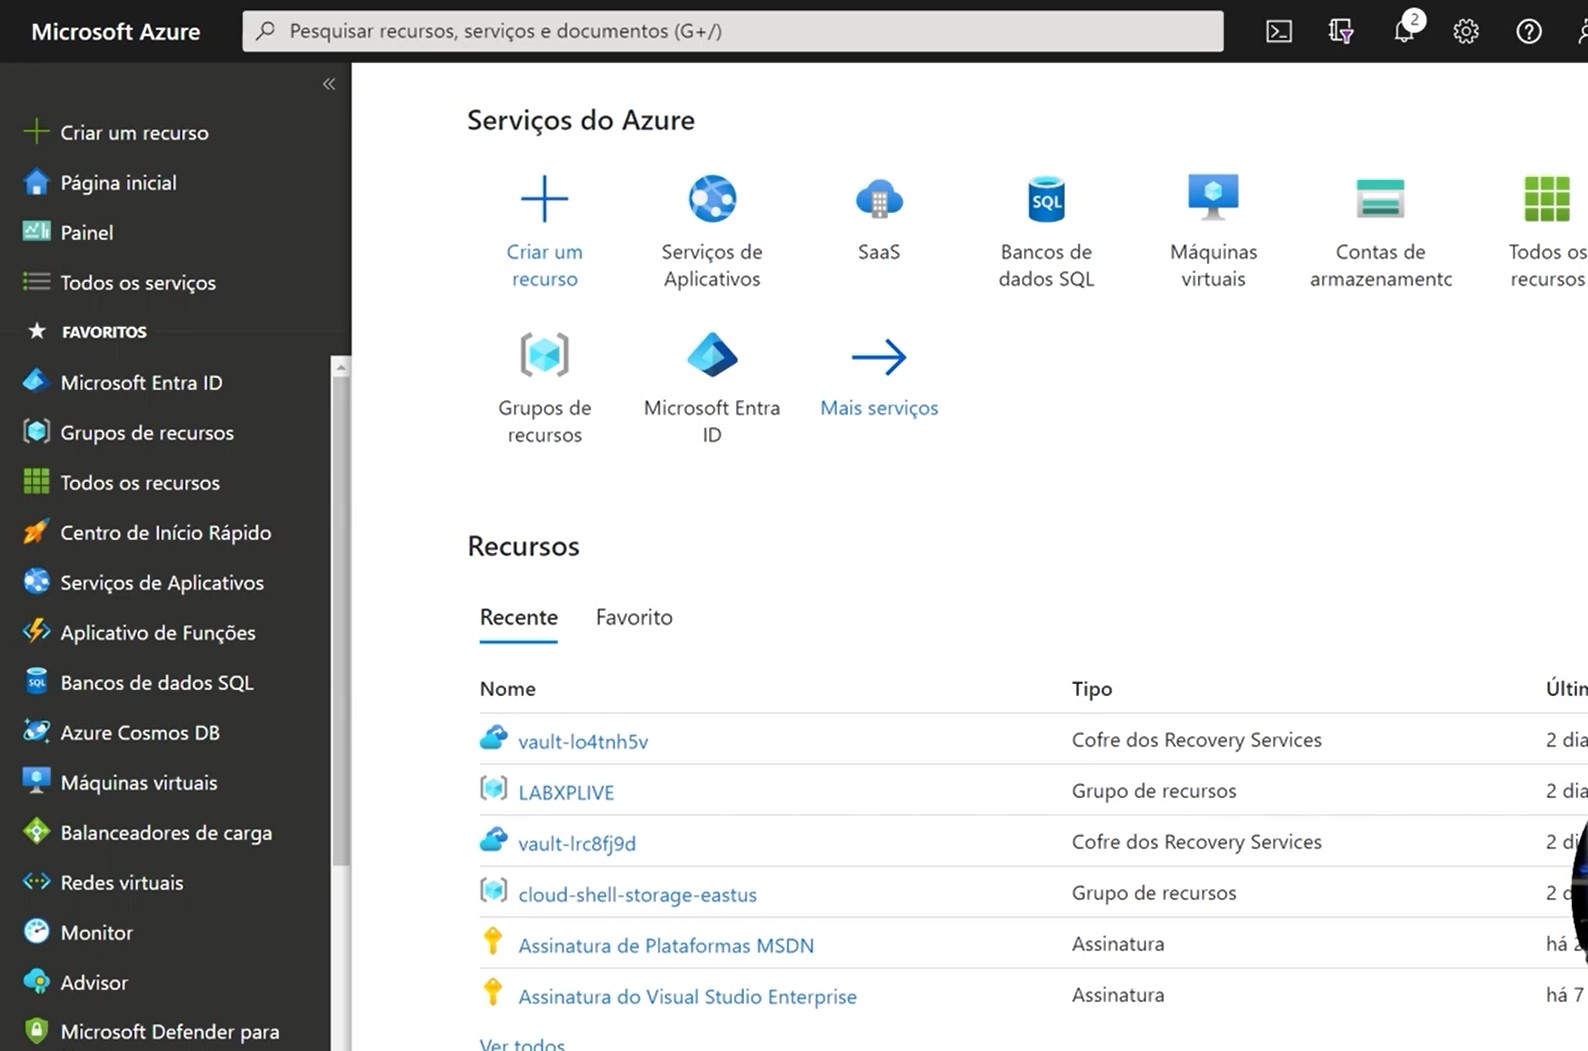 Microsoft Azure
Pesquisar recursos, serviços e documentos (G+/)
2
Criar um recurso
Página inicial
Painel
Todos os serviços
FAVORITOS
Microsoft Entra ID
Grupos de recursos
Todos os recursos
Centro de Início Rápido
Serviços de Aplicativos
Aplicativo de Funções
Bancos de dados SQL
Azure Cosmos DB
Máquinas virtuais
Balanceadores de carga
Redes virtuais
Monitor
Advisor
Microsoft Defender para
Serviços do Azure
Criar um
recurso
Serviços de
Aplicativos
SaaS
SQL
Bancos de
dados SQL
Máquinas
virtuais
Contas de
armazenamento
Todos os
recursos
Grupos de
recursos
Microsoft Entra
ID
Mais serviços
Recursos
Recente Favorito
Nome Tipo
vault-lo4tnh5v Cofre dos Recovery Services 2
LABXPLIVE Grupo de recursos 2
vault-lrc8fj9d Cofre dos Recovery Services 2
cloud-shell-storage-eastus Grupo de recursos 2
Assinatura de Plataformas MSDN Assinatura há
Assinatura do Visual Studio Enterprise Assinatura há 7
Ver todos